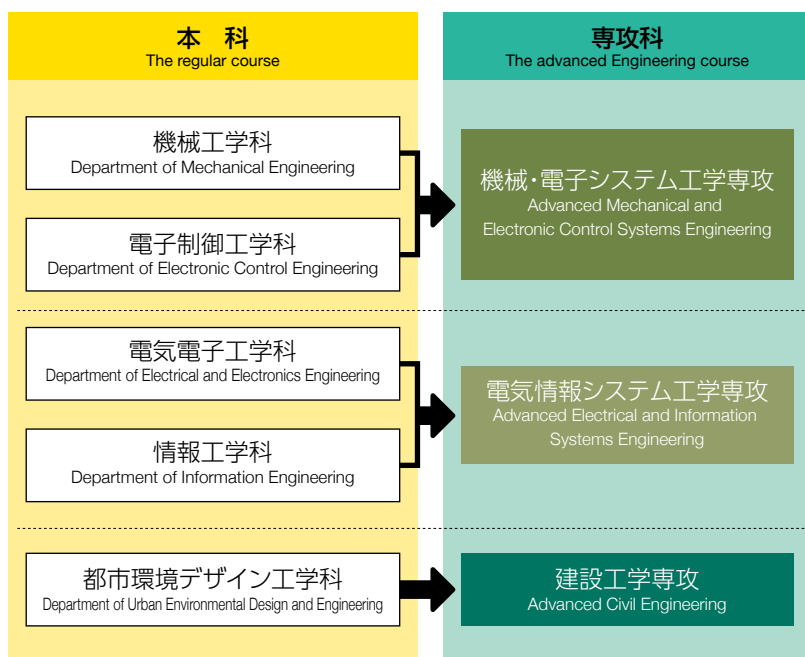 本 科
The regular course
専攻科
The advanced Engineering course
機械工学科
Department of Mechanical Engineering
電子制御工学科
Department of Electronic Control Engineering
機械・電子システム工学専攻
Advanced Mechanical and
Electronic Control Systems Engineering
電気電子工学科
Department of Electrical and Electronics Engineering
情報工学科
Department of Information Engineering
電気情報システム工学専攻
Advanced Electrical and Information
Systems Engineering
都市環境デザイン工学科
Department of Urban Environmental Design and Engineering
建設工学専攻
Advanced Civil Engineering